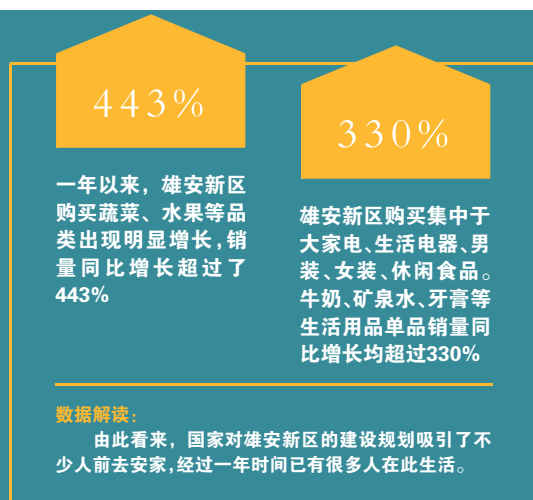 443%
一年以来，雄安新区
购买蔬菜、水果等品
类出现明显增长,销
量同比增长超过了
443%
330%
雄安新区购买集中于
大家电、生活电器、男
装、女装、休闲食品。
牛奶、矿泉水、牙膏等
生活用品单品销量同
比增长均超过330%
数据解读：
由此看来，国家对雄安新区的建设规划吸引了不
少人前去安家,经过一年时间已有很多人在此生活。